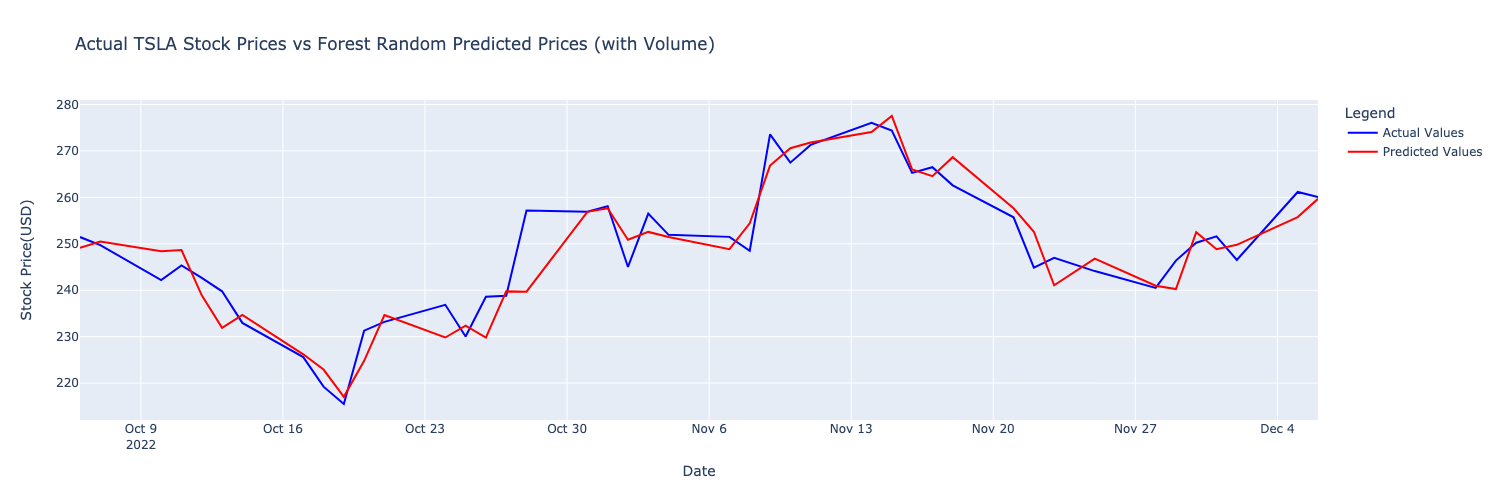 Actual TSLA Stock Prices vs Forest Random Predicted Prices (with Volume)
Legend
Actual Values
Predicted Values
Stock Price(USD)
280
270
260
250
240
230
220
Oct 9
2022
Oct 16
Oct 23
Oct 30
Nov 6
Nov 13
Nov 20
Nov 27
Dec 4
Date